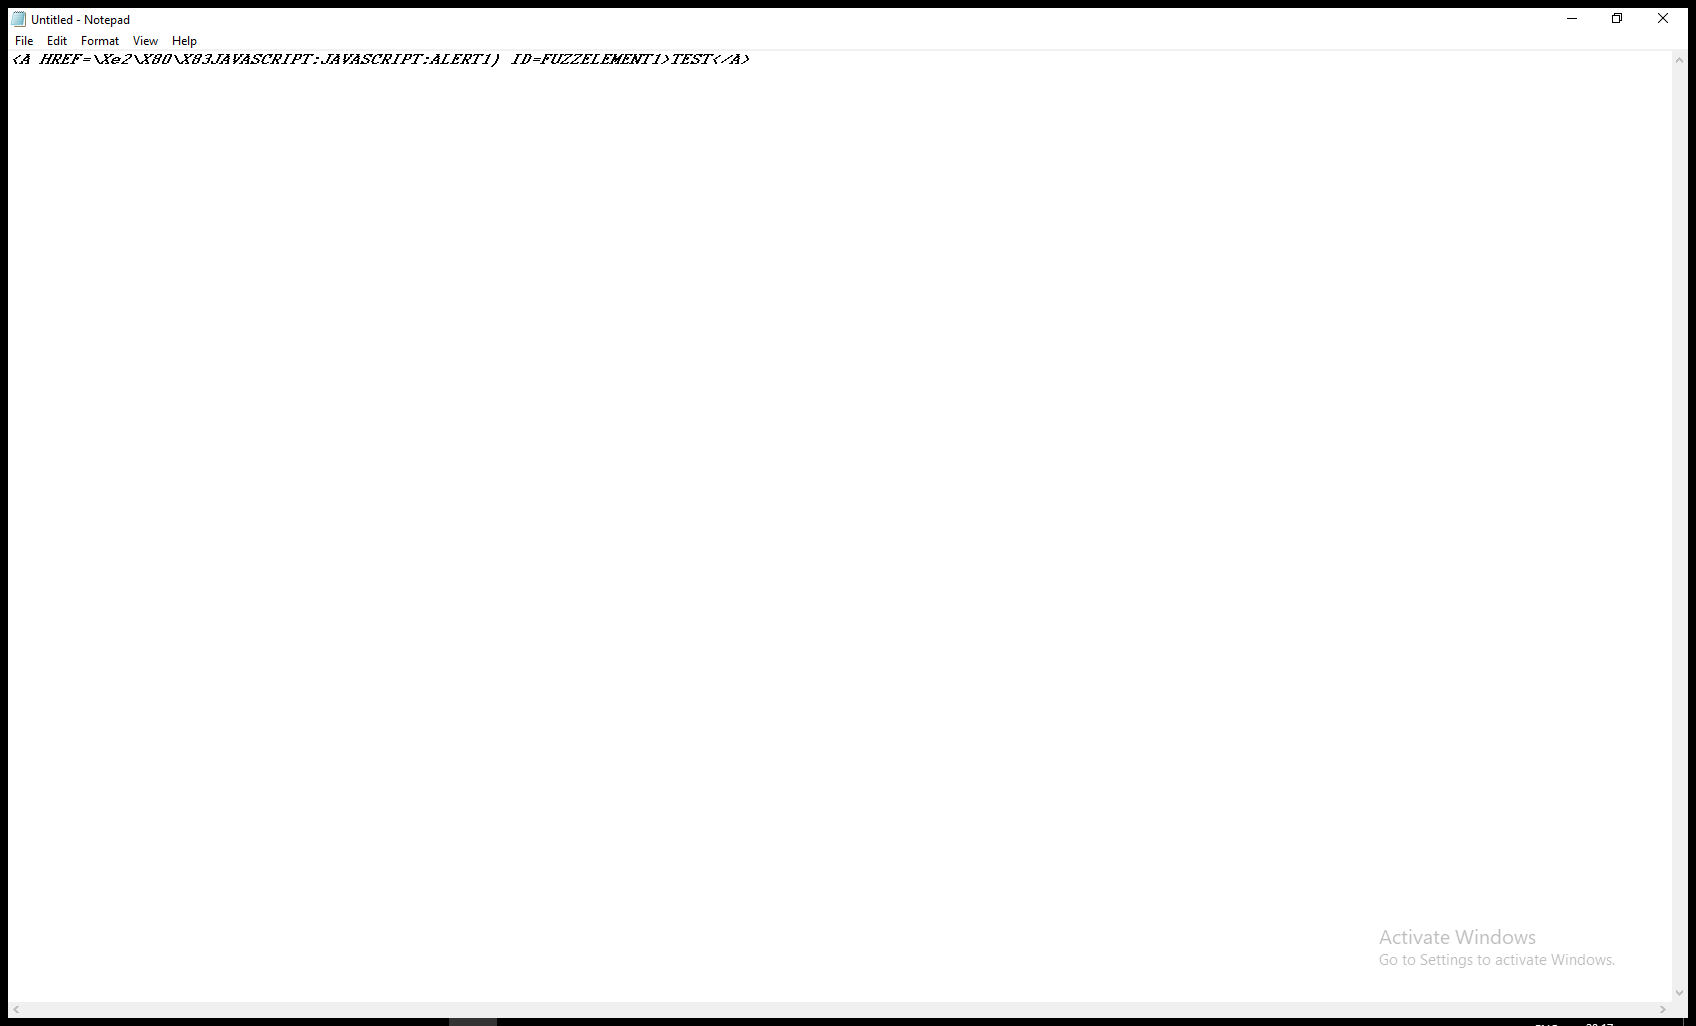 Untitled - Notepad
File Edit Format View Help
<A HREF=\Xe2\X80\X83JAVASCRIPT:JAVASCRIPT:ALERT1) ID=FUZZELEMENT1>TEST</A>
Activate Windows
Go to Settings to activate Windows.